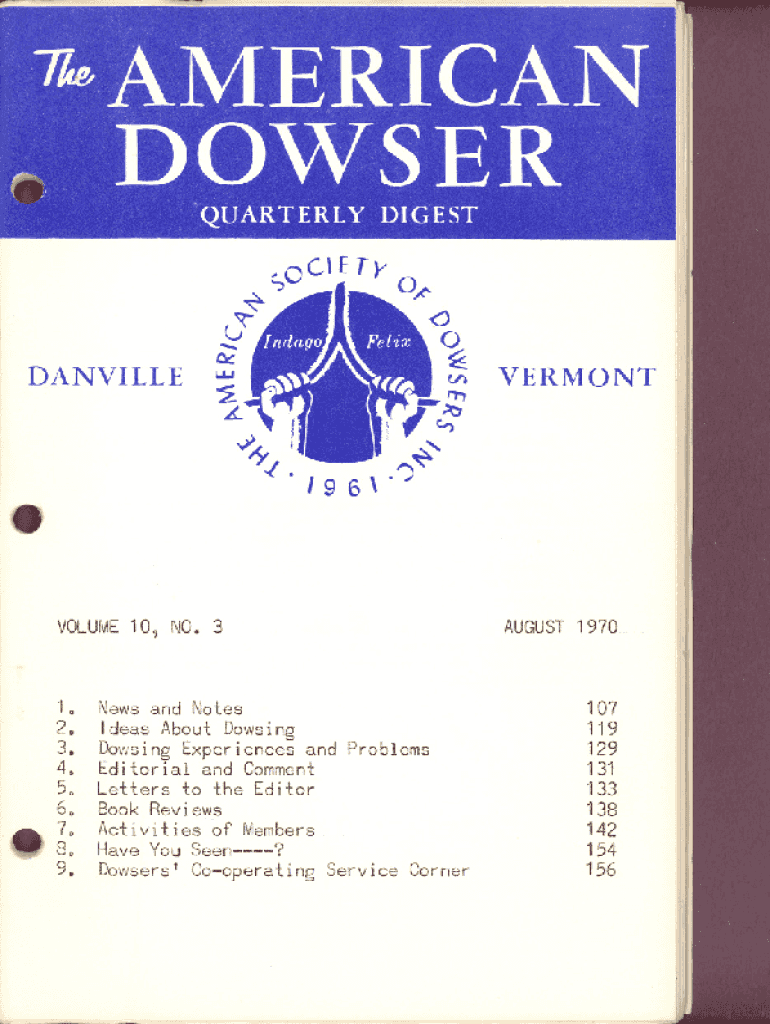 The AMERICAN
DOWSER
QUARTERLY DIGEST
THE AMERICAN SOCIETY OF DOWSERS INC. 1961
Indago Felix
DANVILLE VERMONT
VOLUME 10, NO. 3 AUGUST 1970
1. News and Notes 107
2. Ideas About Dowsing 119
3. Dowsing Experiences and Problems 129
4. Editorial and Comment 131
5. Letters to the Editor 133
6. Book Reviews 138
7. Activities of Members 142
8. Have You Seen----? 154
9. Dowsers' Co-operating Service Corner 156